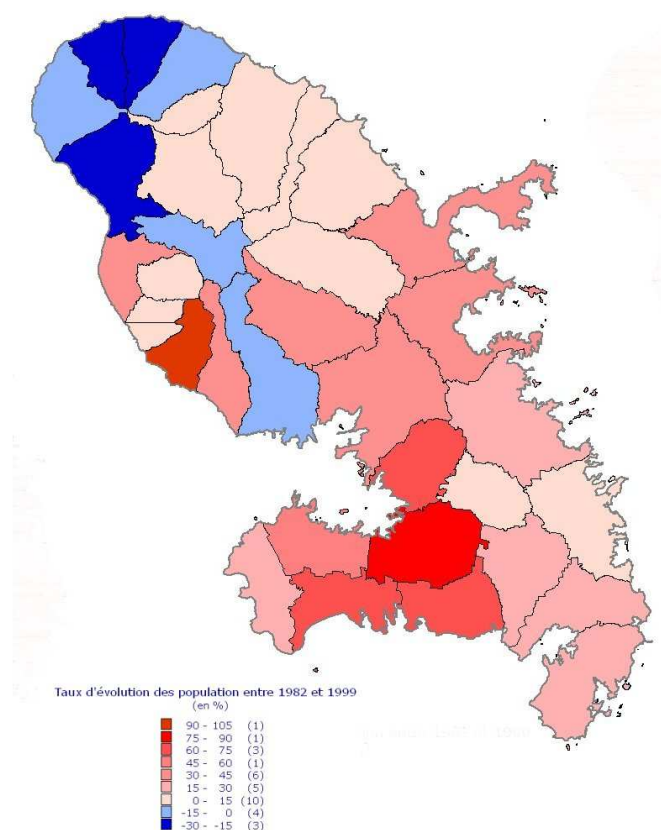 Taux d'évolution des population entre 1982 et 1999
(en %)
90 - 105 (1)
75 - 90 (1)
60 - 75 (3)
45 - 60 (1)
30 - 45 (6)
15 - 30 (5)
0 - 15 (10)
-15 - 0 (4)
-30 - -15 (3)